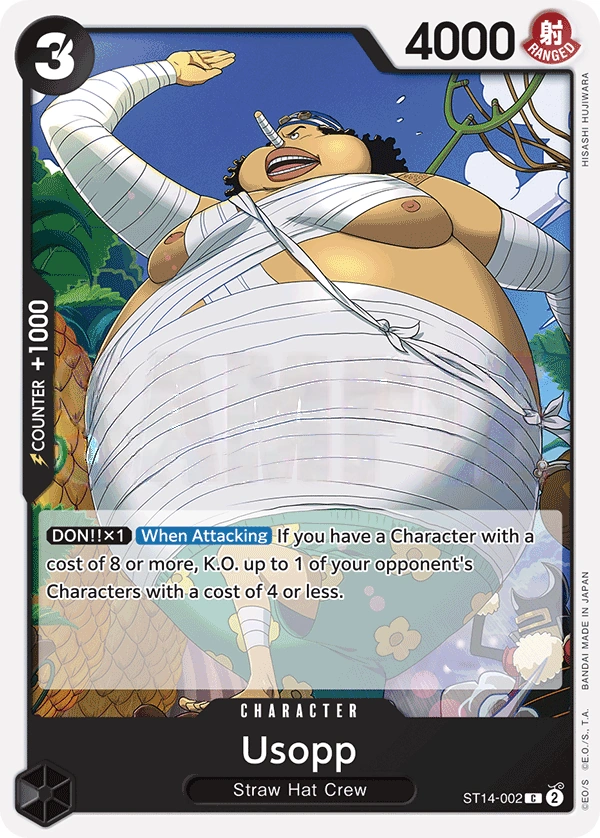 3
4000
射
RANGED
HISASHI HUJIWARA
COUNTER +1000
DON!!×1 When Attacking If you have a Character with a
cost of 8 or more, K.O. up to 1 of your opponent's
Characters with a cost of 4 or less.
BANDAI MADE IN JAPAN
©E.O./S., T.A.
©EO/S
CHARACTER
Usopp
Straw Hat Crew
ST14-002 C 2